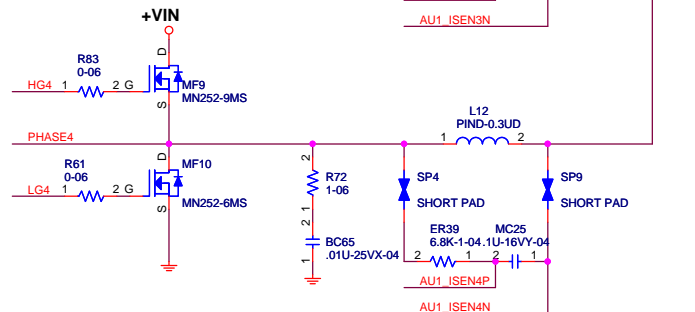 +VIN
AU1_ISEN3N
R83
0-06
D
HG4
1
2
G
MF9
MN252-9MS
S
L12
PIND-0.3UD
PHASE4
1
2
D
MF10
R61
0-06
LG4
1
2
G
MN252-6MS
S
2
R72
1-06
1
SP4
SHORT PAD
SP9
SHORT PAD
2
BC65
.01U-25VX-04
1
ER39
6.8K-1-04
MC25
.1U-16VY-04
2
1
2
1
AU1_ISEN4P
AU1_ISEN4N